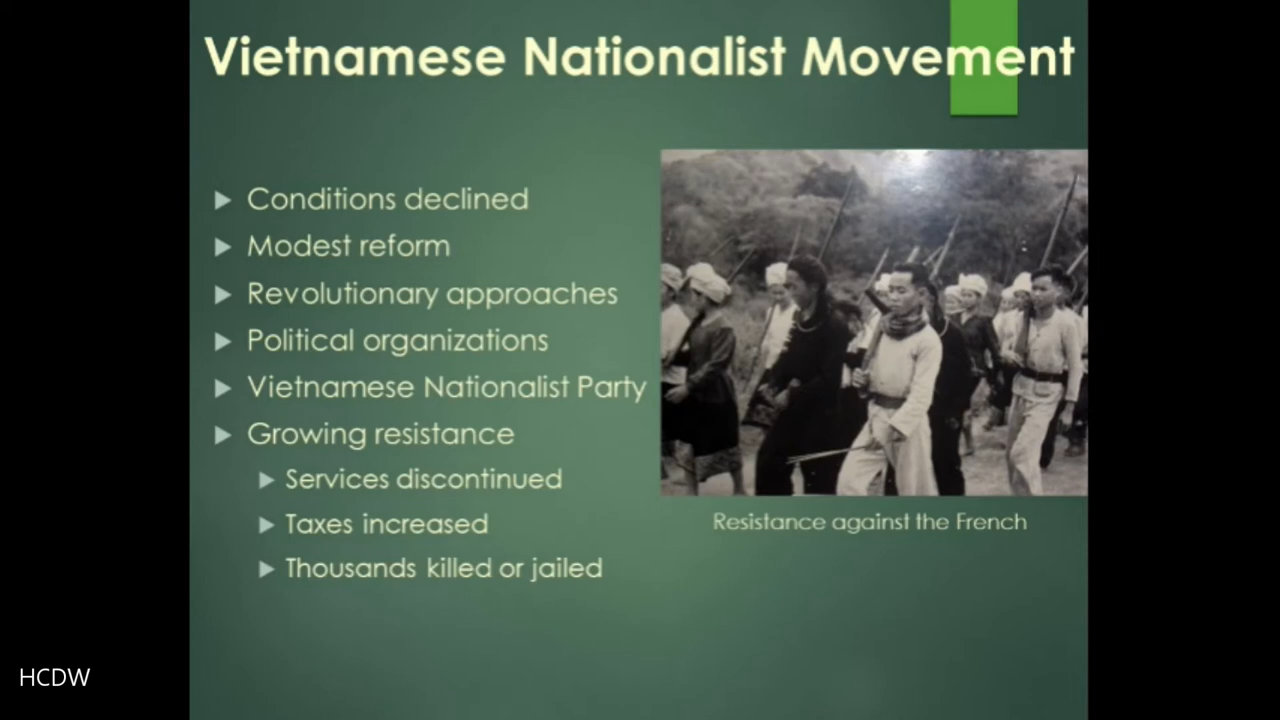 Vietnamese Nationalist Movement
Conditions declined
Modest reform
Revolutionary approaches
Political organizations
Vietnamese Nationalist Party
Growing resistance
Services discontinued
Taxes increased
Thousands killed or jailed
Resistance against the French
HCDW